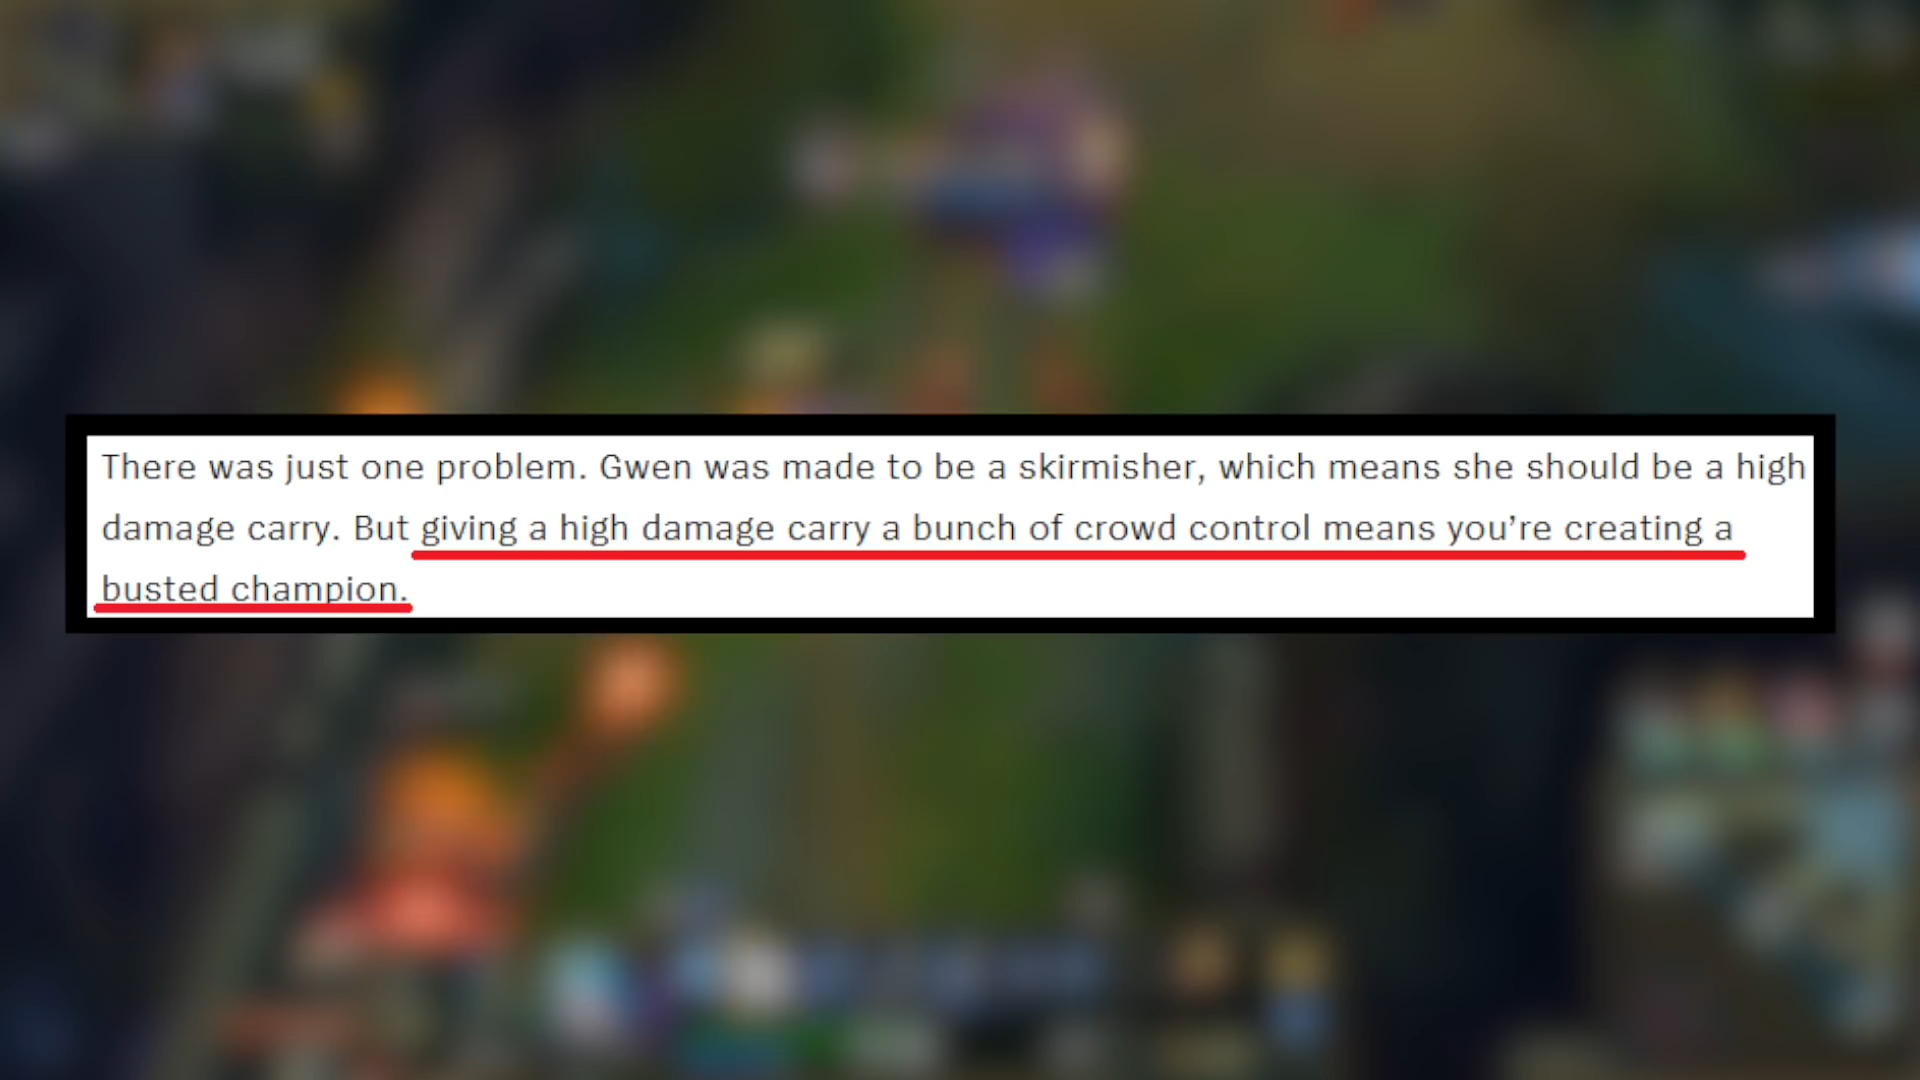 There was just one problem. Gwen was made to be a skirmisher, which means she should be a high
damage carry. But giving a high damage carry a bunch of crowd control means you’re creating a
busted champion.